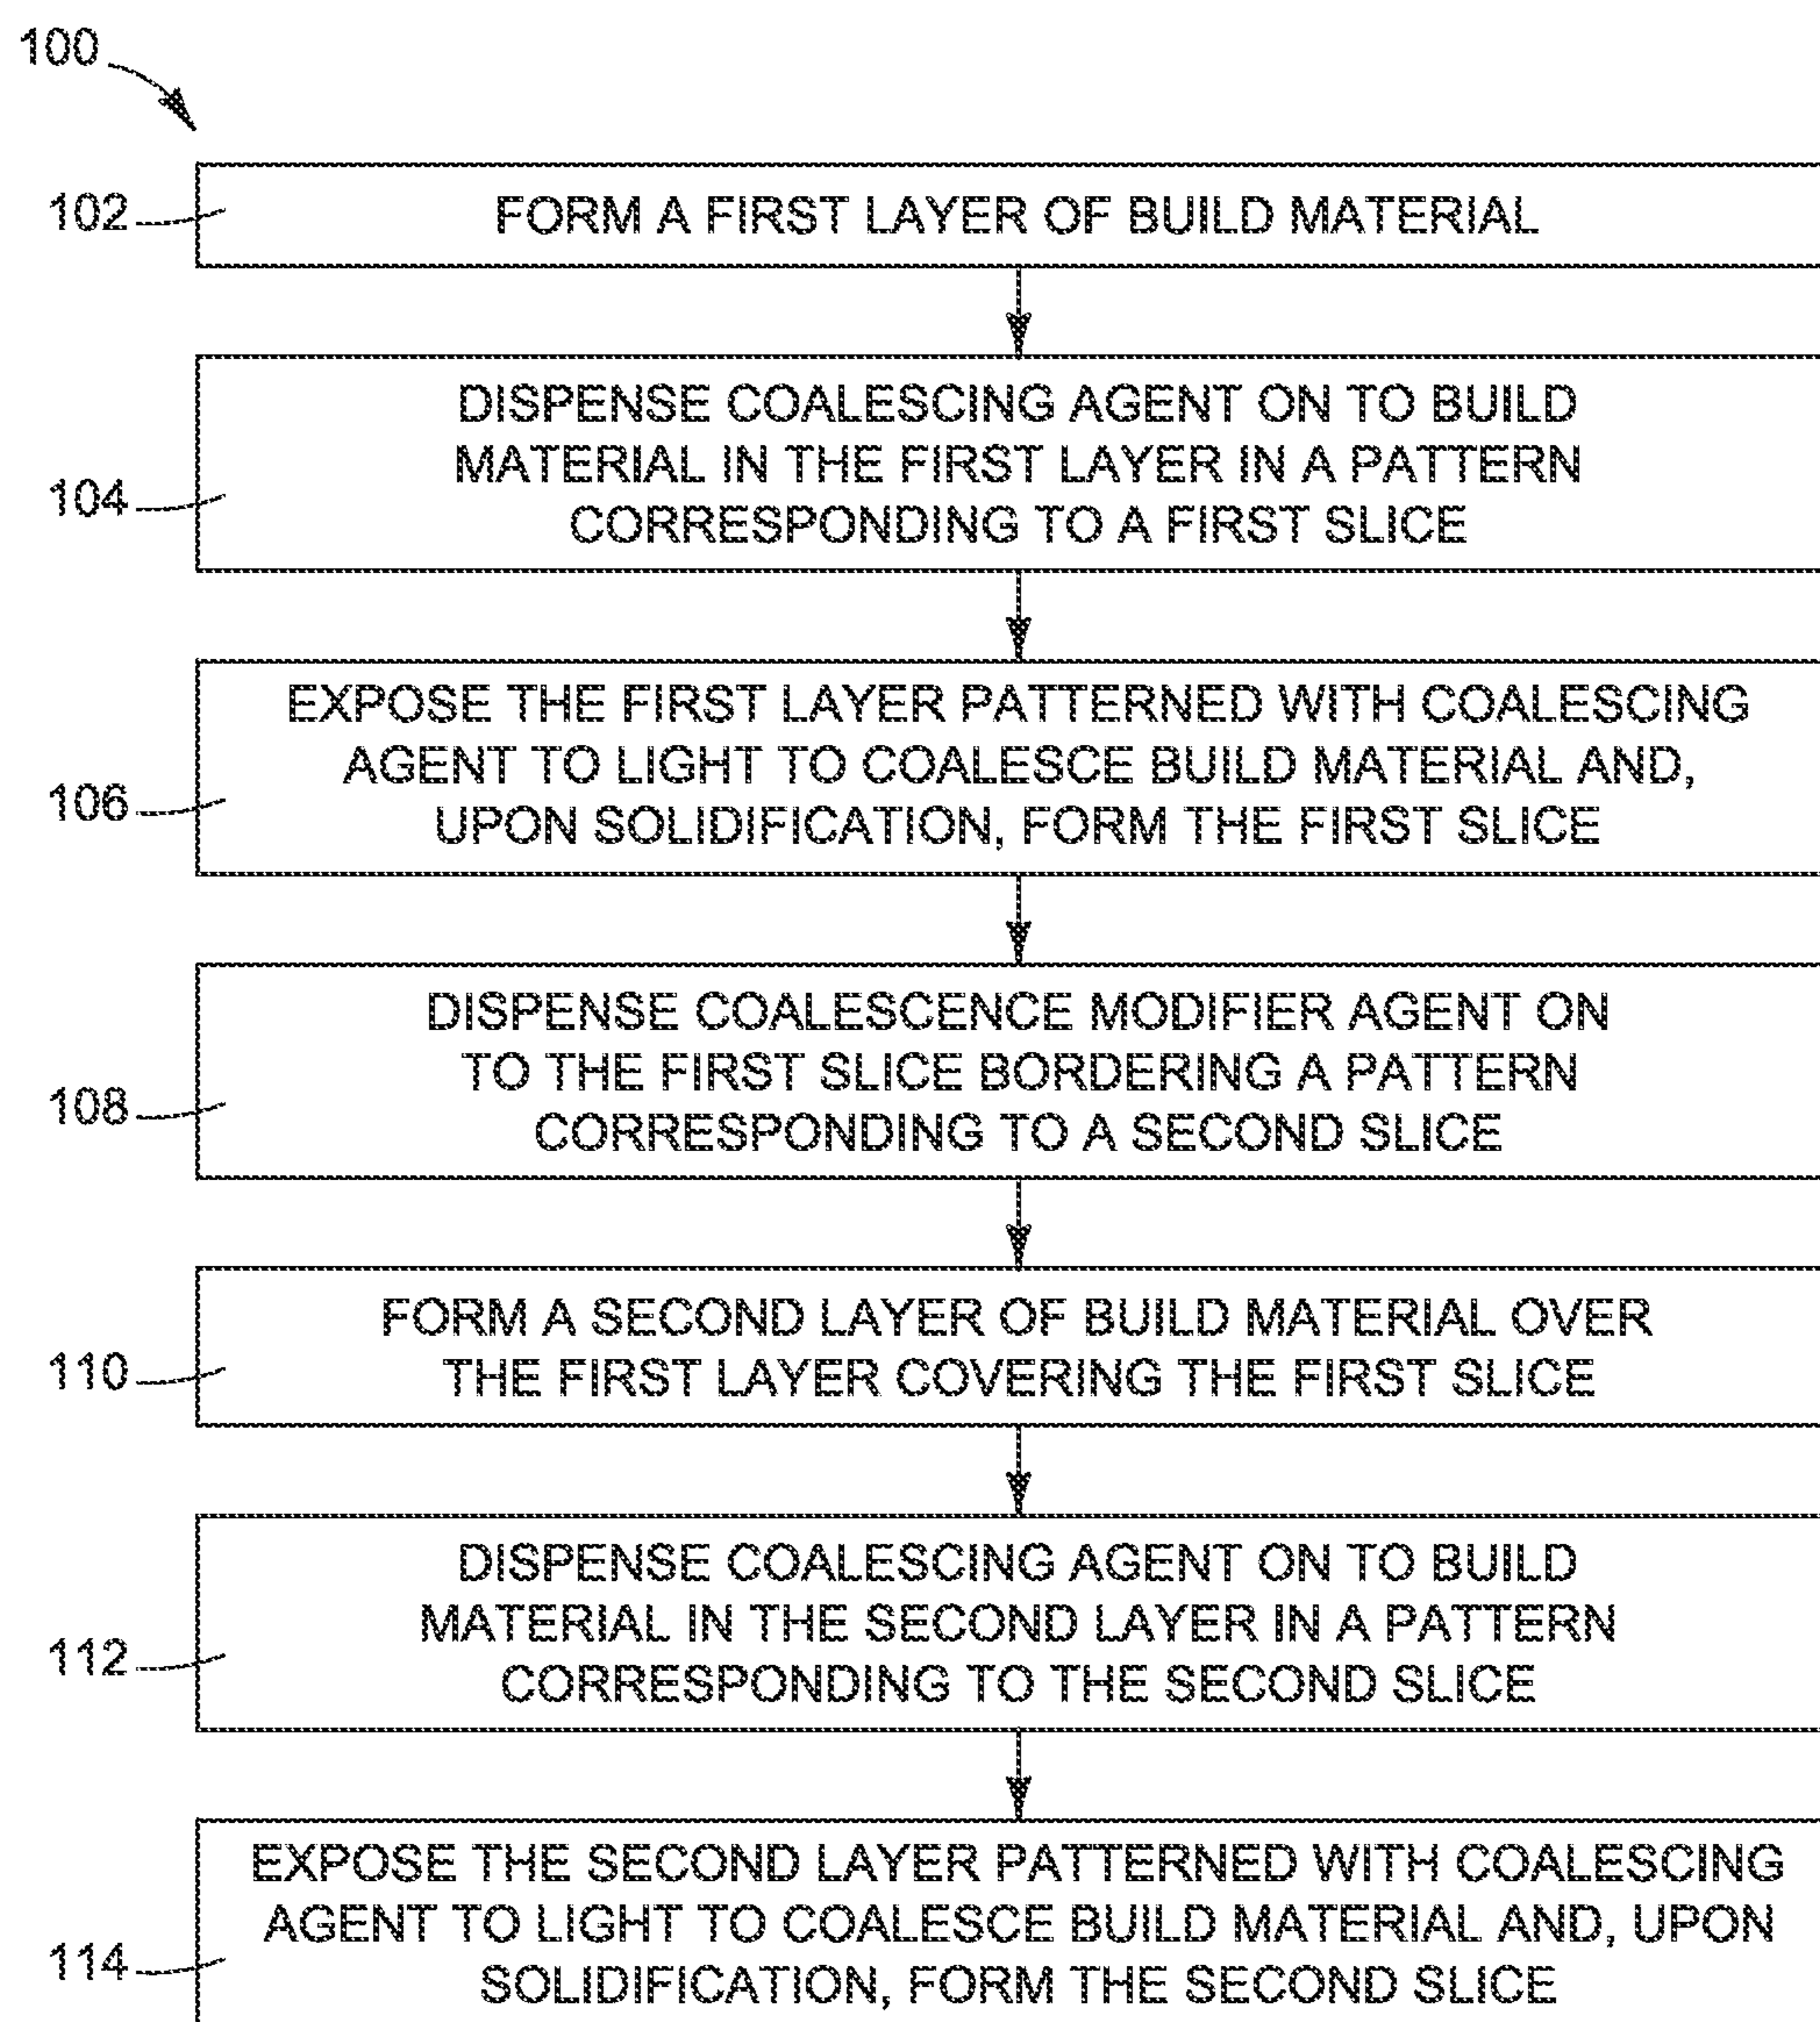 100
102
FORM A FIRST LAYER OF BUILD MATERIAL
DISPENSE COALESCING AGENT ON TO BUILD
MATERIAL IN THE FIRST LAYER IN A PATTERN
104
CORRESPONDING TO A FIRST SLICE
EXPOSE THE FIRST LAYER PATTERNED WITH COALESCING
AGENT TO LIGHT TO COALESCE BUILD MATERIAL AND,
106
UPON SOLIDIFICATION, FORM THE FIRST SLICE
DISPENSE COALESCENCE MODIFIER AGENT ON
TO THE FIRST SLICE BORDERING A PATTERN
108
CORRESPONDING TO A SECOND SLICE
FORM A SECOND LAYER OF BUILD MATERIAL OVER
110
THE FIRST LAYER COVERING THE FIRST SLICE
DISPENSE COALESCING AGENT ON TO BUILD
MATERIAL IN THE SECOND LAYER IN A PATTERN
112
CORRESPONDING TO THE SECOND SLICE
EXPOSE THE SECOND LAYER PATTERNED WITH COALESCING
AGENT TO LIGHT TO COALESCE BUILD MATERIAL AND, UPON
114
SOLIDIFICATION, FORM THE SECOND SLICE